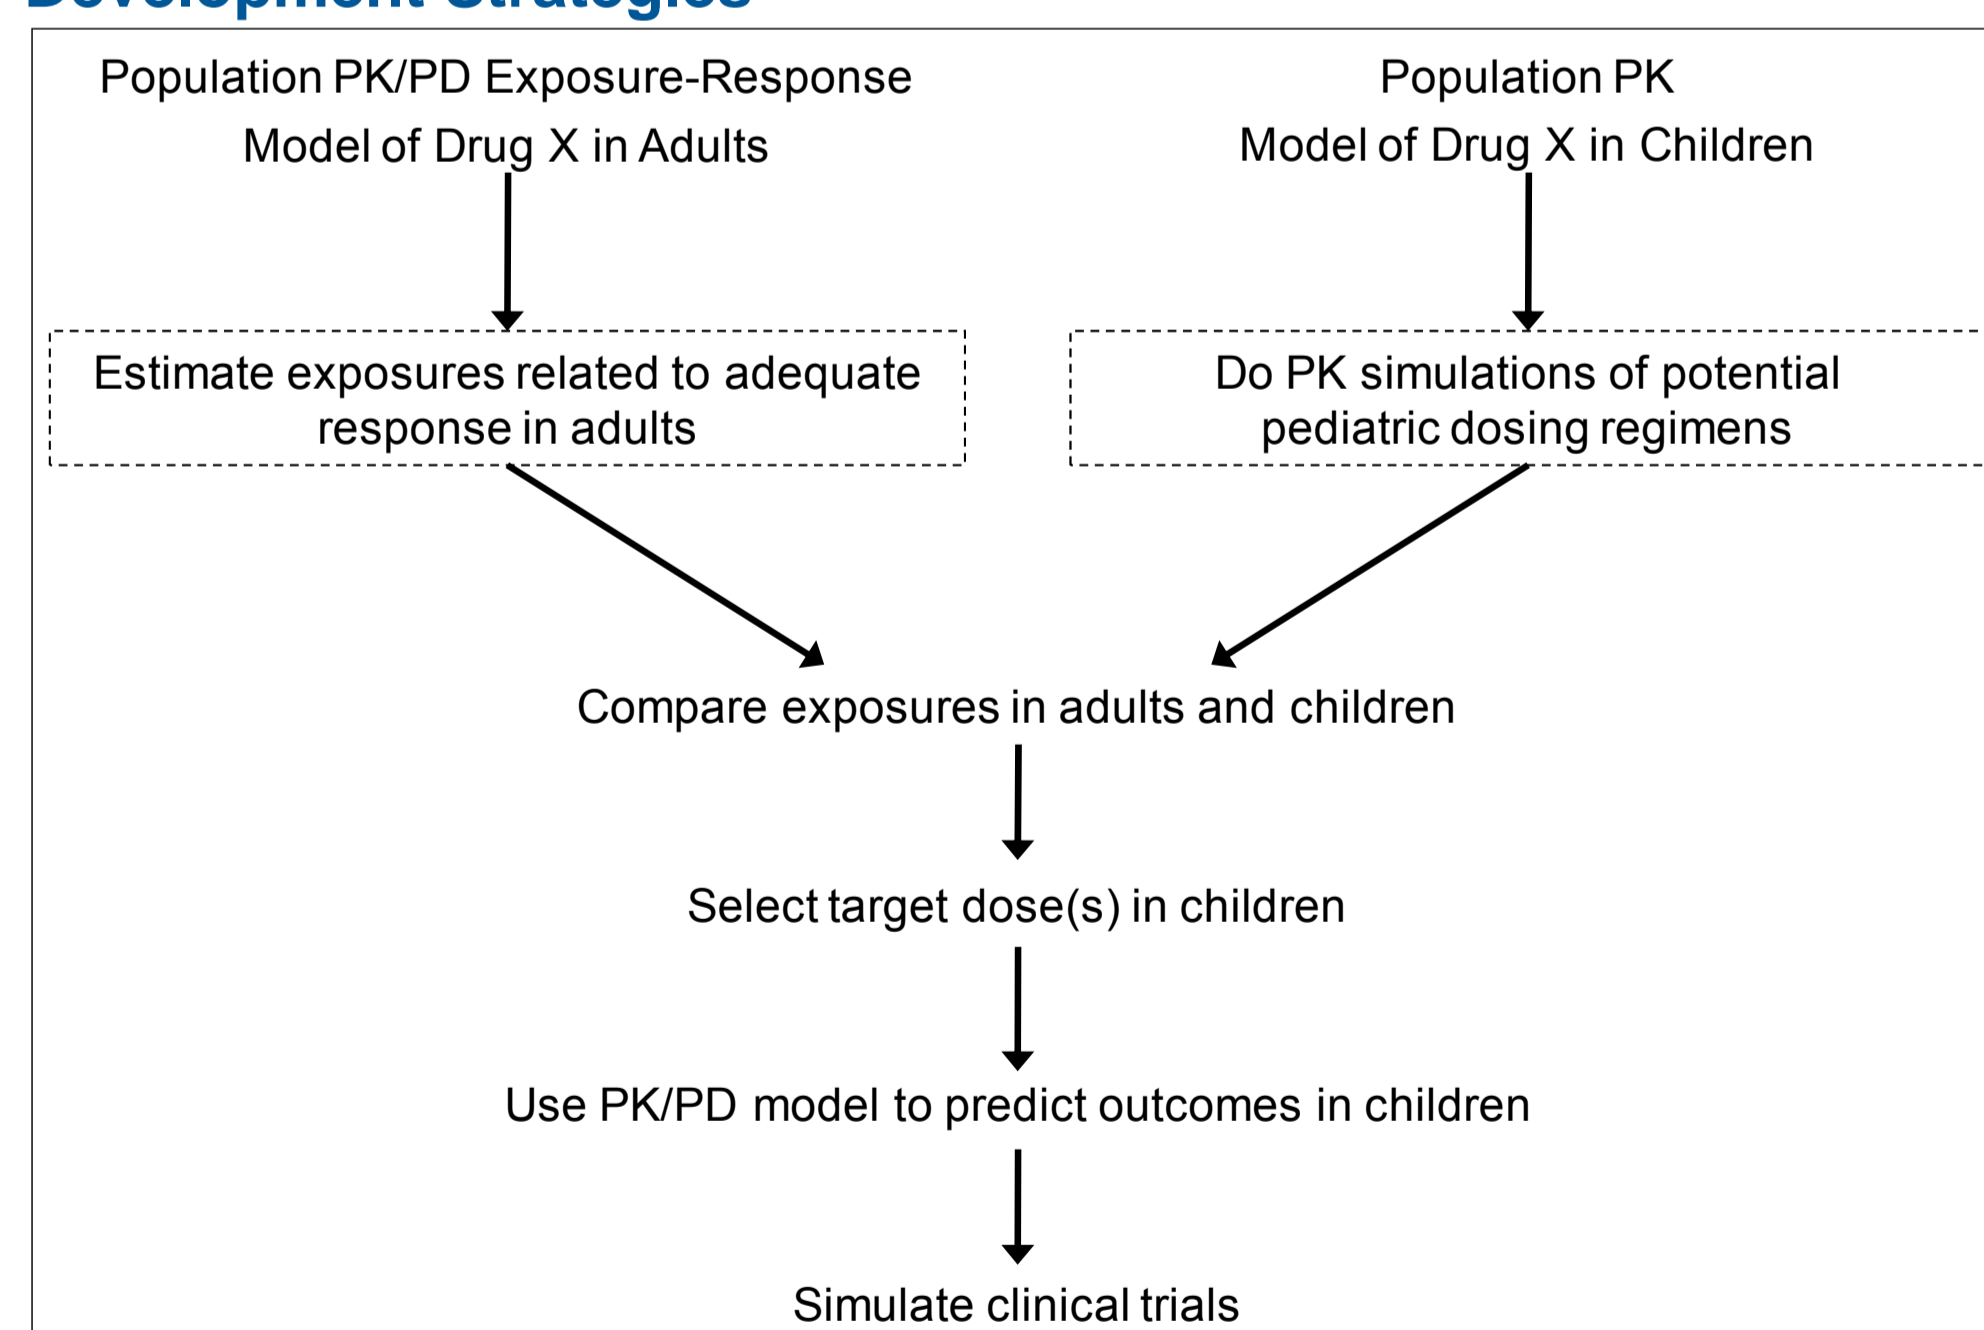 Development Strategies
Population PK/PD Exposure-Response
Model of Drug X in Adults
Population PK
Model of Drug X in Children
Estimate exposures related to adequate
response in adults
Do PK simulations of potential
pediatric dosing regimens
Compare exposures in adults and children
Select target dose(s) in children
Use PK/PD model to predict outcomes in children
Simulate clinical trials